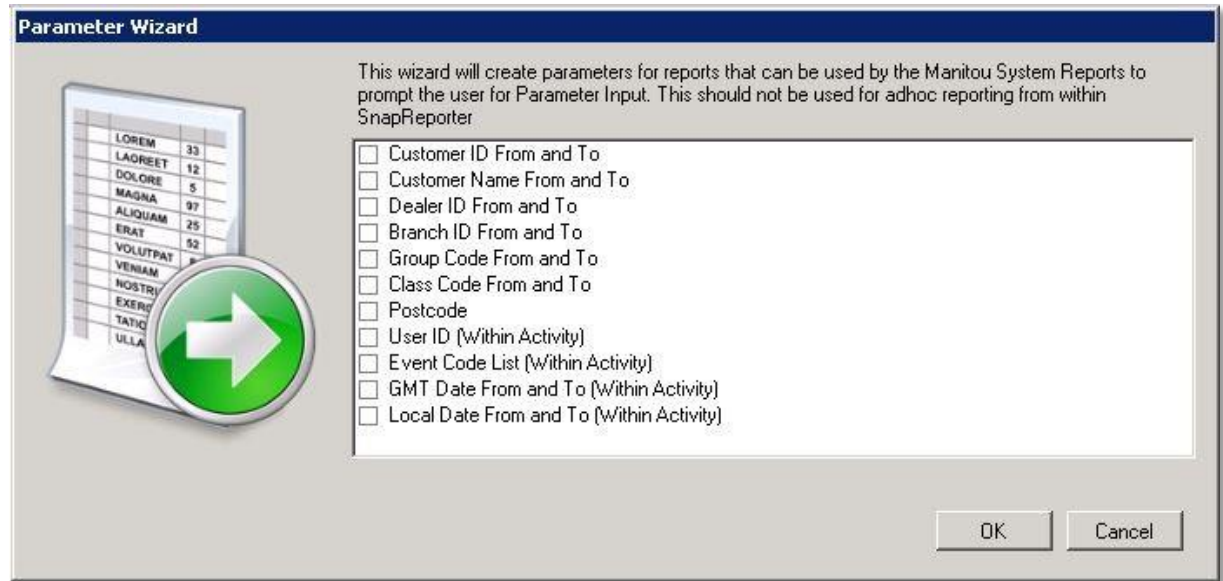 Parameter Wizard
This wizard will create parameters for reports that can be used by the Manitou System Reports to
prompt the user for Parameter Input. This should not be used for adhoc reporting from within
SnapReporter
LOREM 33
LAOREET 12
DOLORE 5
MAGNA 97
ALIQUAM 25
ERAT 52
VOLUTPAT
VENIAM
Customer ID From and To
Customer Name From and To
Dealer ID From and To
Branch ID From and To
Group Code From and To
Class Code From and To
Postcode
User ID (Within Activity)
Event Code List (Within Activity)
GMT Date From and To (Within Activity)
Local Date From and To (Within Activity)
OK
Cancel